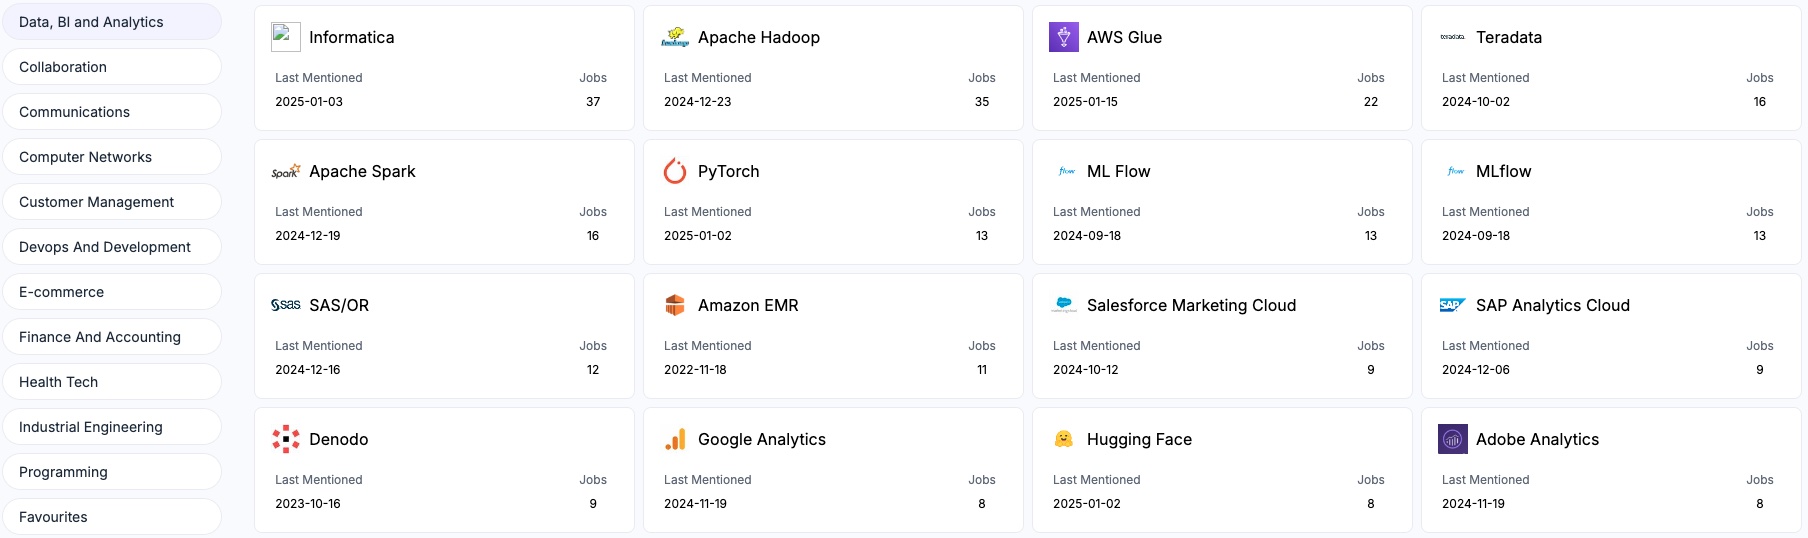 Data, BI and Analytics
Collaboration
Communications
Computer Networks
Customer Management
Devops And Development
E-commerce
Finance And Accounting
Health Tech
Industrial Engineering
Programming
Favourites
Informatica
Last Mentioned Jobs
2025-01-03 37
Apache Hadoop
Last Mentioned Jobs
2024-12-23 35
AWS Glue
Last Mentioned Jobs
2025-01-15 22
teradata.
Teradata
Last Mentioned Jobs
2024-10-02 16
Spark
Apache Spark
Last Mentioned Jobs
2024-12-19 16
PyTorch
Last Mentioned Jobs
2025-01-02 13
flow
ML Flow
Last Mentioned Jobs
2024-09-18 13
flow
MLflow
Last Mentioned Jobs
2024-09-18 13
sas
SAS/OR
Last Mentioned Jobs
2024-12-16 12
Amazon EMR
Last Mentioned Jobs
2022-11-18 11
Salesforce Marketing Cloud
Last Mentioned Jobs
2024-10-12 9
SAP
SAP Analytics Cloud
Last Mentioned Jobs
2024-12-06 9
Denodo
Last Mentioned Jobs
2023-10-16 9
Google Analytics
Last Mentioned Jobs
2024-11-19 8
Hugging Face
Last Mentioned Jobs
2025-01-02 8
Adobe Analytics
Last Mentioned Jobs
2024-11-19 8